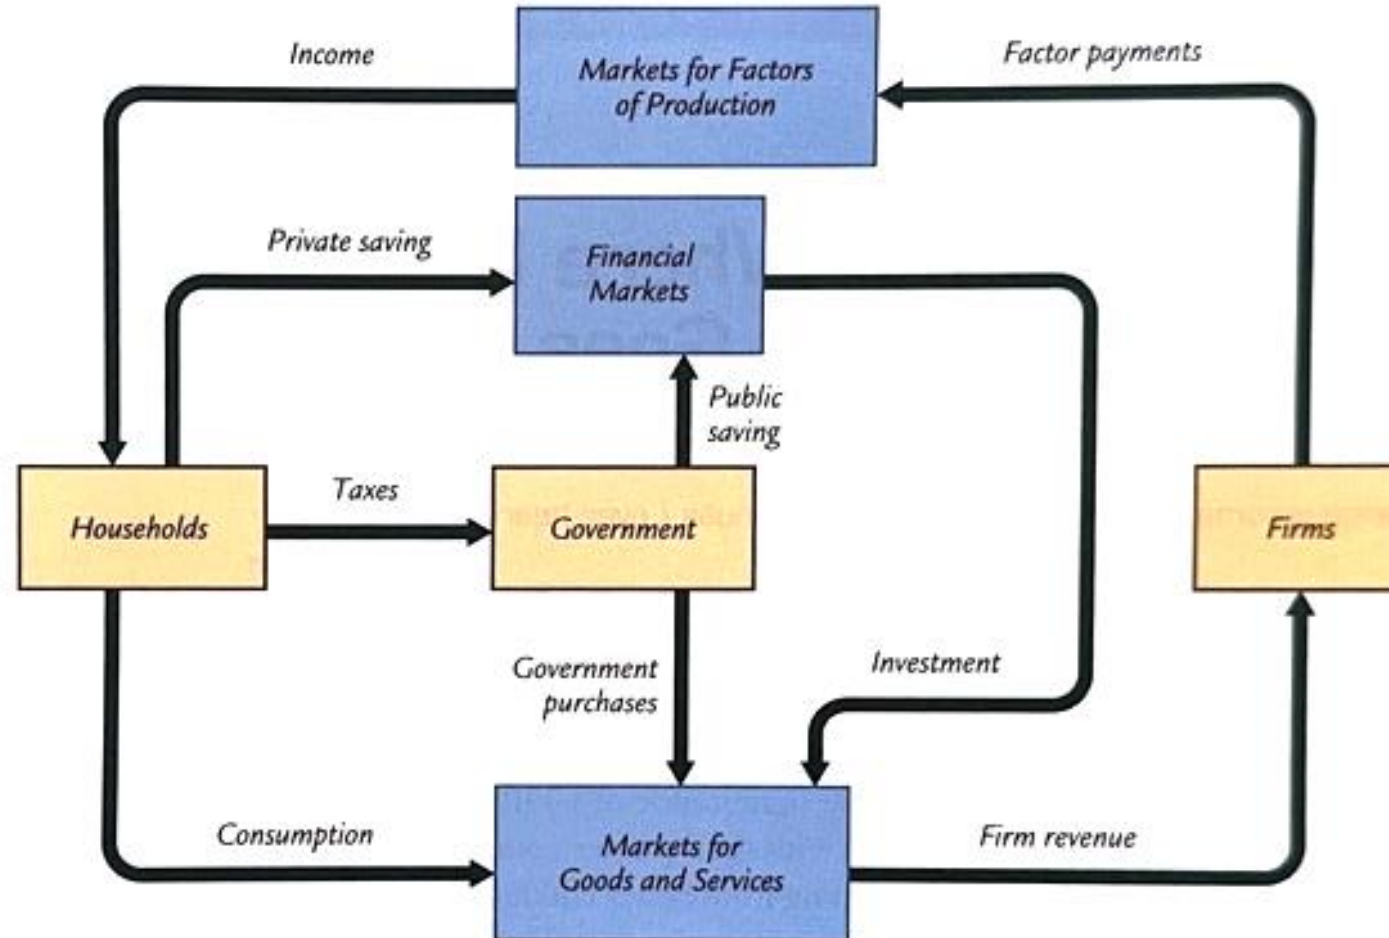 Income
Markets for Factors
of Production
Factor payments
Private saving
Financial
Markets
Public
saving
Households
Taxes
Government
Firms
Government
purchases
Investment
Consumption
Markets for
Goods and Services
Firm revenue